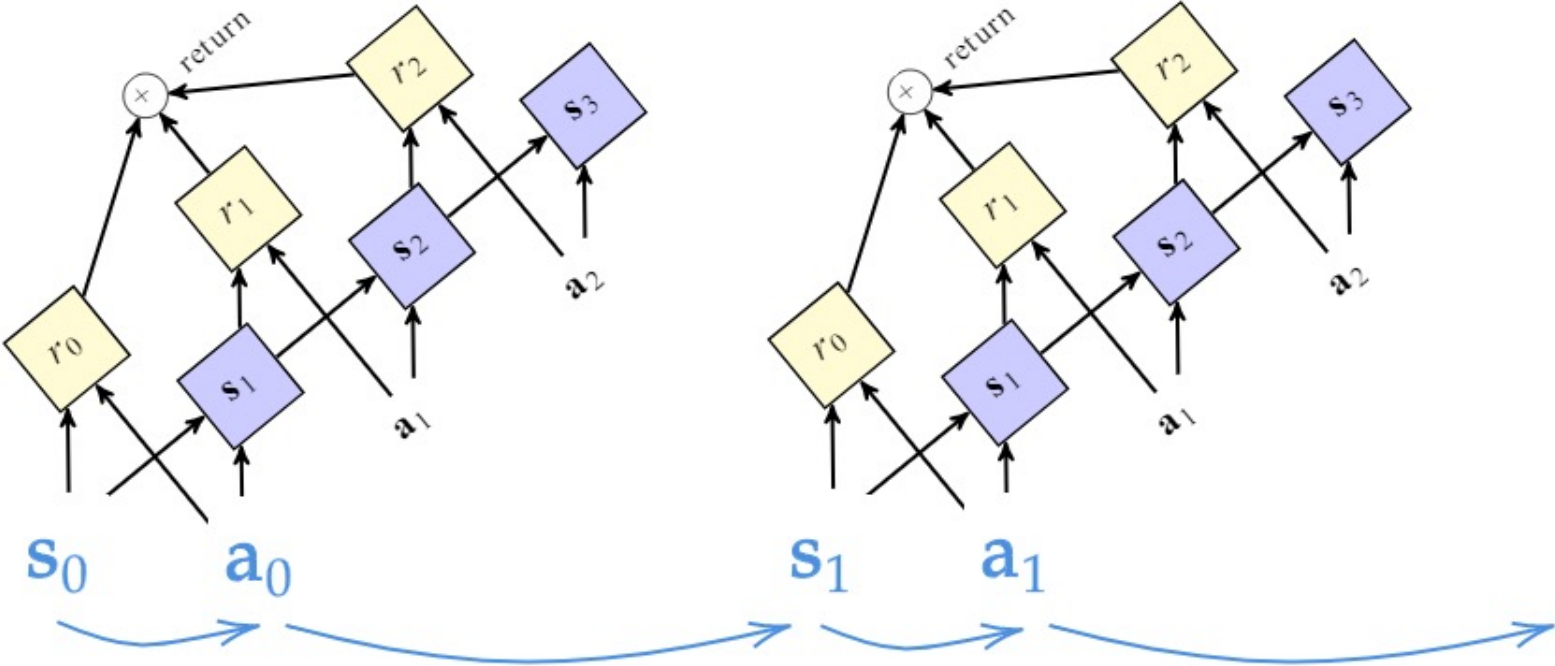 return
r2
s3
r1
s2
a2
r0
s1
a1
×
s0
a0
return
r2
s3
r1
s2
a2
r0
s1
a1
×
s1
a1